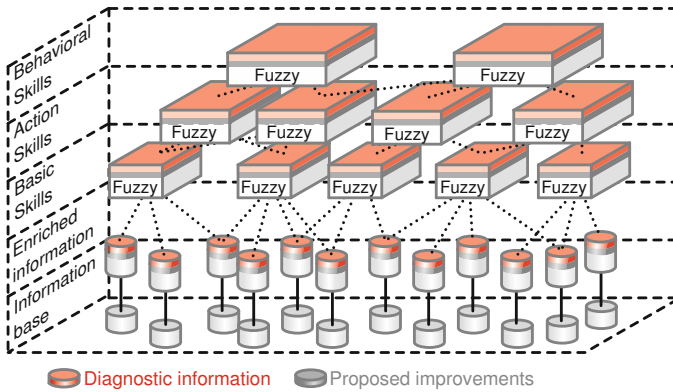 Behavioral
Skills
Action
Skills
Basic
Skills
Enriched
information
Information
base
Fuzzy
Fuzzy
Fuzzy
Fuzzy
Fuzzy
Fuzzy
Fuzzy
Fuzzy
Fuzzy
Fuzzy
Fuzzy
Diagnostic information
Proposed improvements